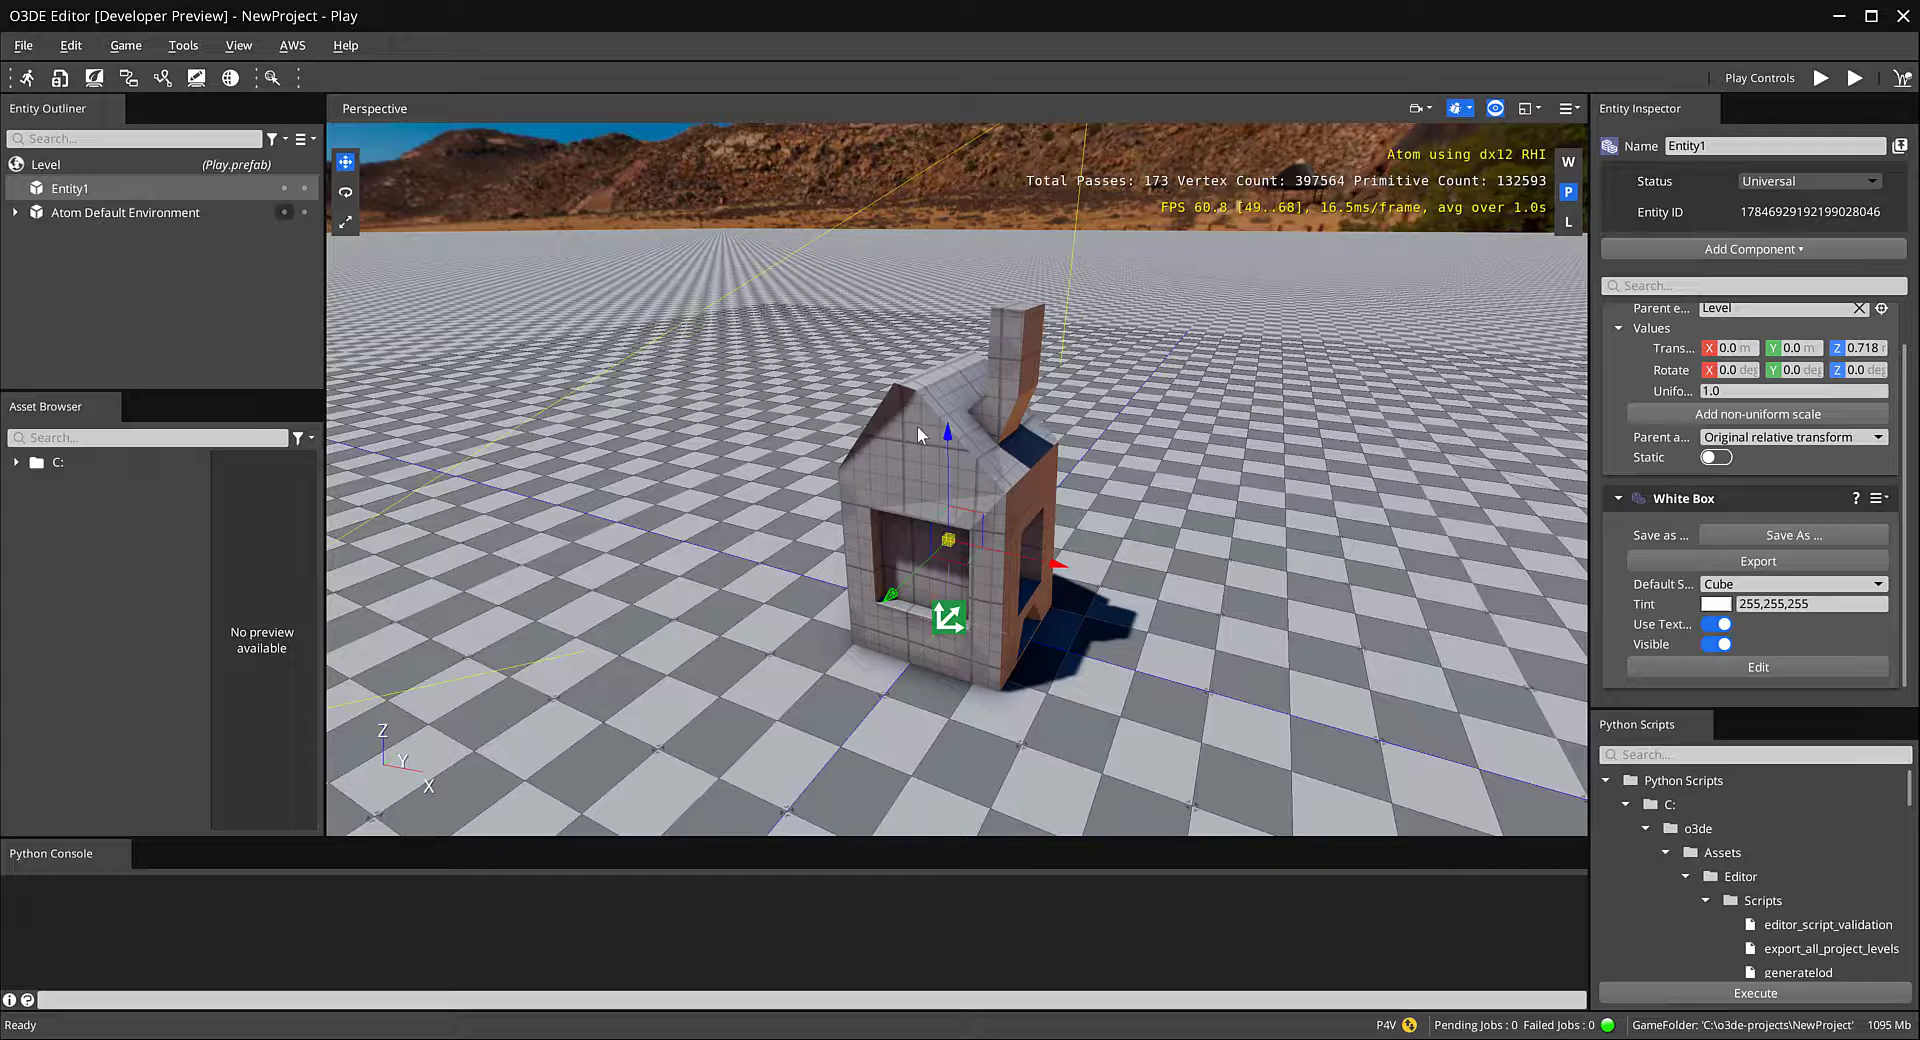 O3DE Editor [Developer Preview] - NewProject - Play
File Edit Game Tools View AWS Help
Play Controls
Entity Outliner
Search...
Level (Play.prefab)
Entity1
Atom Default Environment
Asset Browser
Search...
C:
No preview
available
Perspective
Atom using dx12 RHI
Total Passes: 173 Vertex Count: 397564 Primitive Count: 132593
FPS 60.8 [49..68], 16.5ms/frame, avg over 1.0s
W
P
L
Z
Y
X
Entity Inspector
Name Entity1
Status Universal
Entity ID 17846929192199028046
Add Component
Search...
Parent e... Level
Values
Trans... X 0.0 m Y 0.0 m Z 0.718
Rotate X 0.0 deg Y 0.0 deg Z 0.0 deg
Unifo... 1.0
Add non-uniform scale
Parent a... Original relative transform
Static
White Box ?
Save as ... Save As ...
Export
Default S... Cube
Tint 255,255,255
Use Text...
Visible
Edit
Python Scripts
Search...
Python Scripts
C:
o3de
Assets
Editor
Scripts
editor_script_validation
export_all_project_levels
generatelod
Execute
Python Console
Ready
P4V Pending Jobs : 0 Failed Jobs : 0 GameFolder: 'C:\o3de-projects\NewProject' 1095 Mb